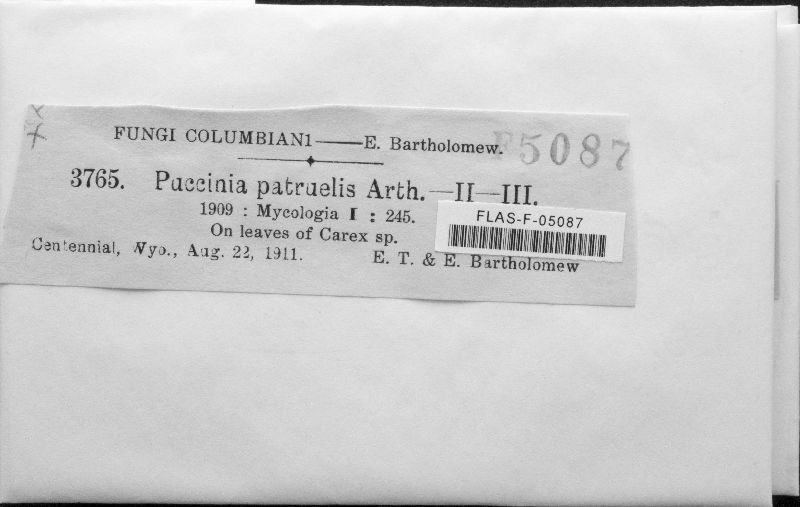 FUNGI COLUMBIANI — E. Bartholomew.
F5087
3765. Puccinia patruelis Arth. — II — III.
1909 : Mycologia I : 245.
On leaves of Carex sp.
Centennial, Wyo., Aug. 22, 1911. E. T. & E. Bartholomew
FLAS-F-05087